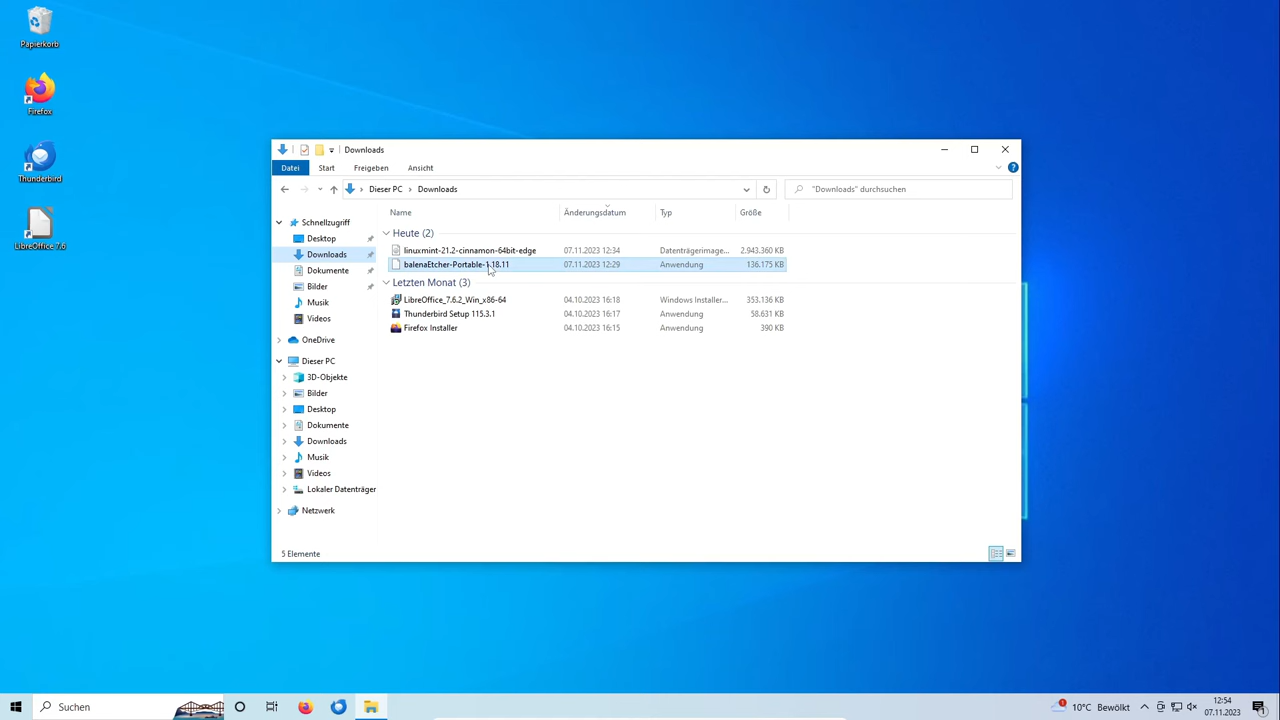 Papierkorb
Firefox
Thunderbird
LibreOffice 7.6
Downloads
Datei Start Freigeben Ansicht
Dieser PC Downloads "Downloads" durchsuchen
Schnellzugriff
Desktop
Downloads
Dokumente
Bilder
Musik
Videos
OneDrive
Dieser PC
3D-Objekte
Bilder
Desktop
Dokumente
Downloads
Musik
Videos
Lokaler Datenträger
Netzwerk
Name Änderungsdatum Typ Größe
Heute (2)
linuxmint-21.2-cinnamon-64bit-edge 07.11.2023 12:34 Datenträgerimage... 2.943.360 KB
balenaEtcher-Portable-1.18.11 07.11.2023 12:29 Anwendung 136.175 KB
Letzten Monat (3)
LibreOffice_7.6.2_Win_x86-64 04.10.2023 16:18 Windows Installer... 353.136 KB
Thunderbird Setup 115.3.1 04.10.2023 16:17 Anwendung 58.631 KB
Firefox Installer 04.10.2023 16:15 Anwendung 390 KB
5 Elemente
Suchen
10°C Bewölkt
12:54
07.11.2023
1